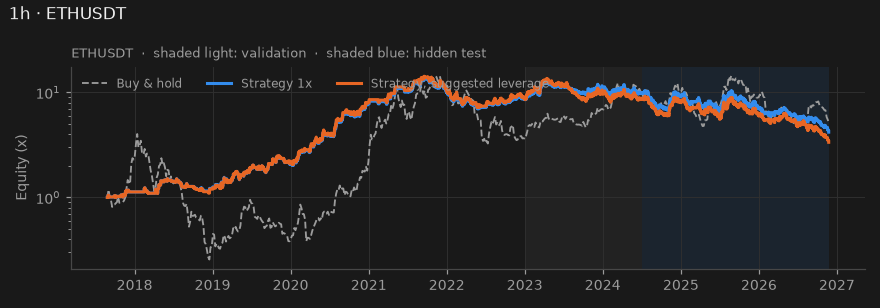 1h · ETHUSDT
ETHUSDT · shaded light: validation · shaded blue: hidden test
Buy & hold Strategy 1x leverage
Equity (x)
10¹
10⁰
2018 2019 2020 2021 2022 2023 2024 2025 2026 2027